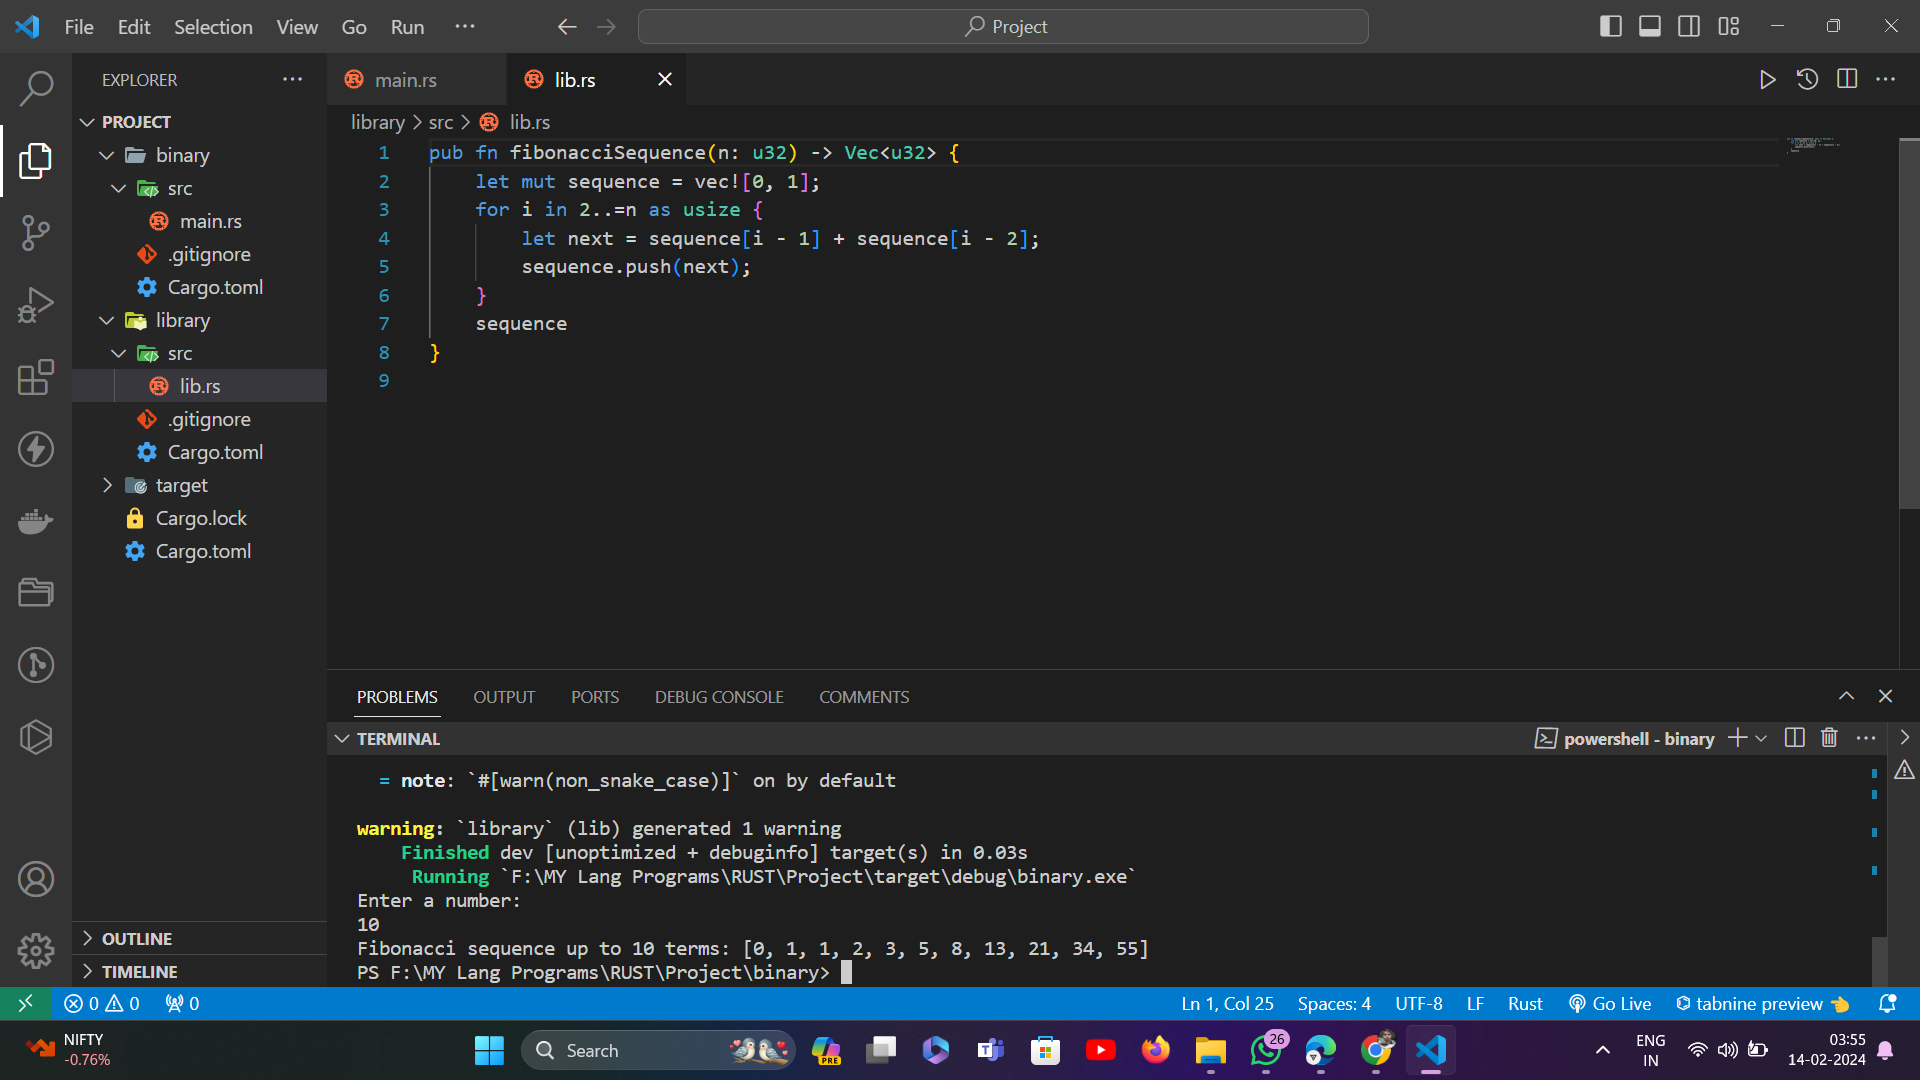 File Edit Selection View Go Run ···
Project
EXPLORER ···
main.rs
lib.rs
PROJECT
library > src > lib.rs
binary
src
main.rs
.gitignore
Cargo.toml
library
src
lib.rs
.gitignore
Cargo.toml
target
Cargo.lock
Cargo.toml
OUTLINE
TIMELINE
1 pub fn fibonacciSequence(n: u32) -> Vec<u32> {
2     let mut sequence = vec![0, 1];
3     for i in 2..=n as usize {
4         let next = sequence[i - 1] + sequence[i - 2];
5         sequence.push(next);
6     }
7     sequence
8 }
9
PROBLEMS OUTPUT PORTS DEBUG CONSOLE COMMENTS
TERMINAL
powershell - binary
= note: `#[warn(non_snake_case)]` on by default
warning: `library` (lib) generated 1 warning
Finished dev [unoptimized + debuginfo] target(s) in 0.03s
Running `F:\MY Lang Programs\RUST\Project\target\debug\binary.exe`
Enter a number:
10
Fibonacci sequence up to 10 terms: [0, 1, 1, 2, 3, 5, 8, 13, 21, 34, 55]
PS F:\MY Lang Programs\RUST\Project\binary>
0 0 0
Ln 1, Col 25 Spaces: 4 UTF-8 LF Rust Go Live tabnine preview
NIFTY
-0.76%
Search
PRE
26
ENG
IN
03:55
14-02-2024